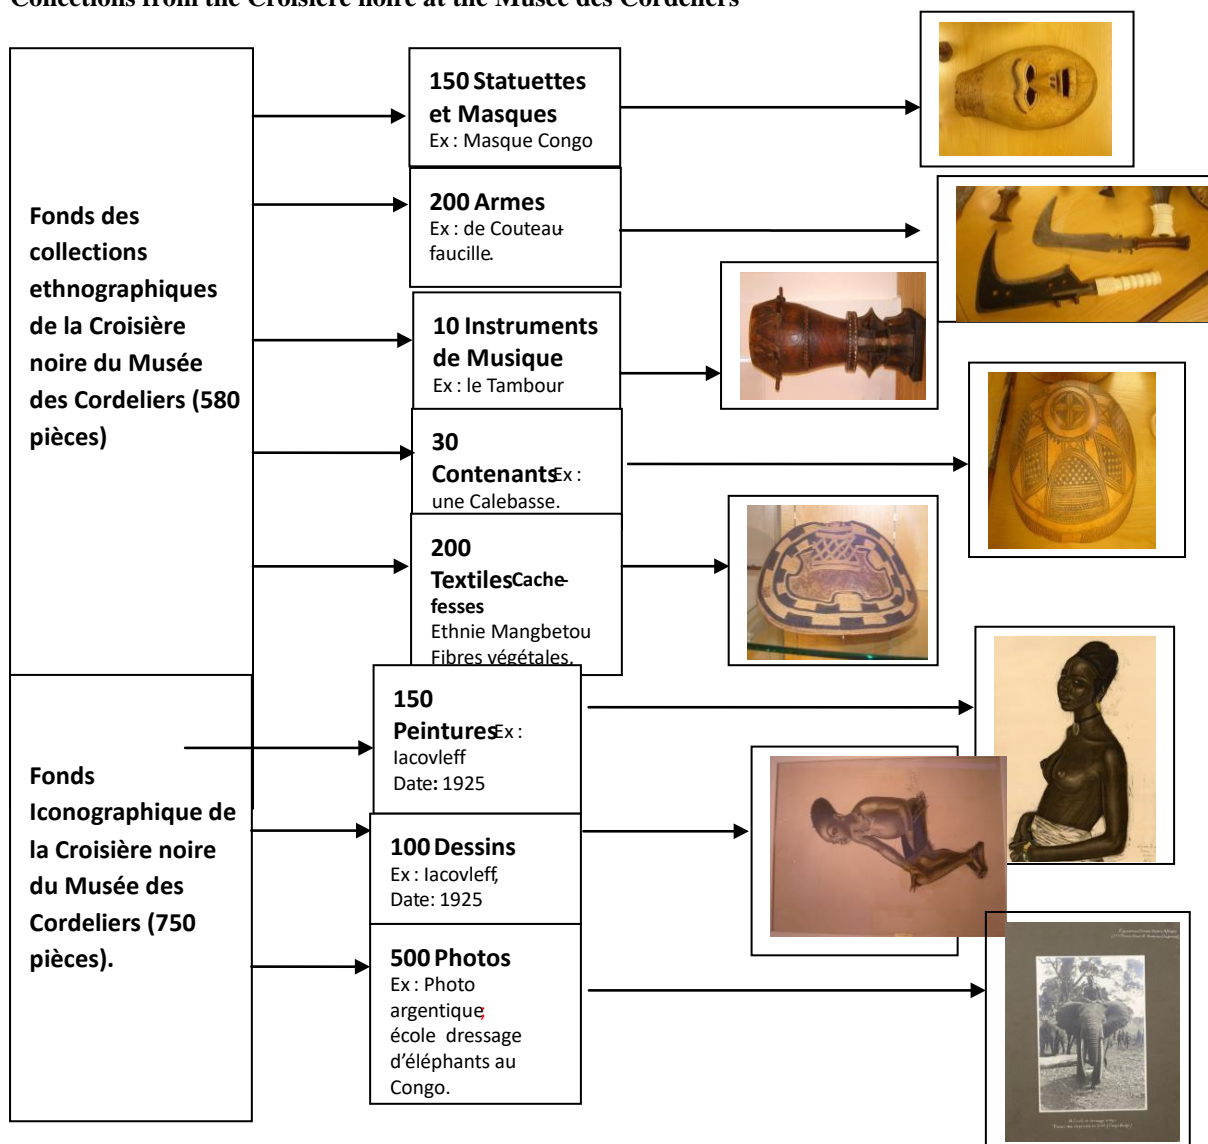 Collections from the Croisière noire at the Musée des Cordeliers
Fonds des
collections
ethnographiques
de la Croisière
noire du Musée
des Cordeliers (580
pièces)
150 Statuettes
et Masques
Ex : Masque Congo
200 Armes
Ex : de Couteau-
faucille.
10 Instruments
de Musique
Ex : le Tambour
30
Contenants Ex :
une Calebasse.
200
Textiles Cache-
fesses
Ethnie Mangbetou
Fibres végétales.
Fonds
Iconographique de
la Croisière noire
du Musée des
Cordeliers (750
pièces).
150
Peintures Ex :
Iacovleff
Date: 1925
100 Dessins
Ex : Iacovleff,
Date: 1925
500 Photos
Ex : Photo
argentique;
école dressage
d’éléphants au
Congo.